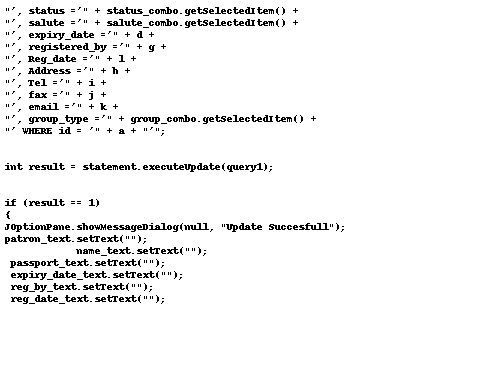 "', status ='" + status_combo.getSelectedItem() +
"', salute ='" + salute_combo.getSelectedItem() +
"', expiry_date ='" + d +
"', registered_by ='" + g +
"', Reg_date ='" + l +
"', Address ='" + h +
"', Tel ='" + i +
"', fax ='" + j +
"', email ='" + k +
"', group_type ='" + group_combo.getSelectedItem() +
"' WHERE id = '" + a + "'";
int result = statement.executeUpdate(query1);
if (result == 1)
{
JOptionPane.showMessageDialog(null, "Update Succesfull");
patron_text.setText("");
name_text.setText("");
passport_text.setText("");
expiry_date_text.setText("");
reg_by_text.setText("");
reg_date_text.setText("");